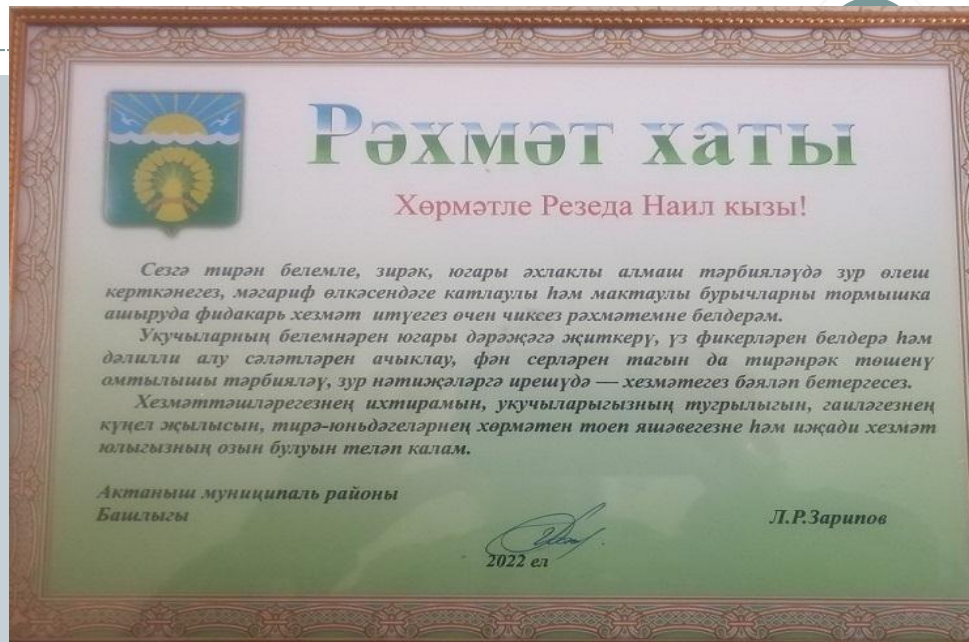 Рәхмәт хаты
Хөрмәтле Резеда Наил кызы!
Сезгә тирән белемле, зирәк, югары әхлаклы алмаш тәрбияләүдә зур өлеш
керткәнегез, мәгариф өлкәсендәге катлаулы һәм мактаулы бурычларны тормышка
ашыруда фидакарь хезмәт итүегез өчен чиксез рәхмәтемне белдерәм.
Укучыларның белемнәрен югары дәрәҗәгә җиткерү, үз фикерләрен белдерә һәм
дәлилли алу сәләтләрен ачыклау, фән серләрен тагын да тирәнрәк төшенү
омтылышы тәрбияләү, зур нәтиҗәләргә ирешүдә — хезмәтегез бәяләп бетергесез.
Хезмәттәшләрегезнең ихтирамын, укучыларыгызның тугрылыгын, гаиләгезнең
күңел җылысын, тирә-юньдәгеләрнең хөрмәтен тоеп яшәвегезне һәм иҗади хезмәт
юлыгызның озын булуын теләп калам.
Актаныш муниципаль районы
Башлыгы Л.Р.Зарипов
2022 ел